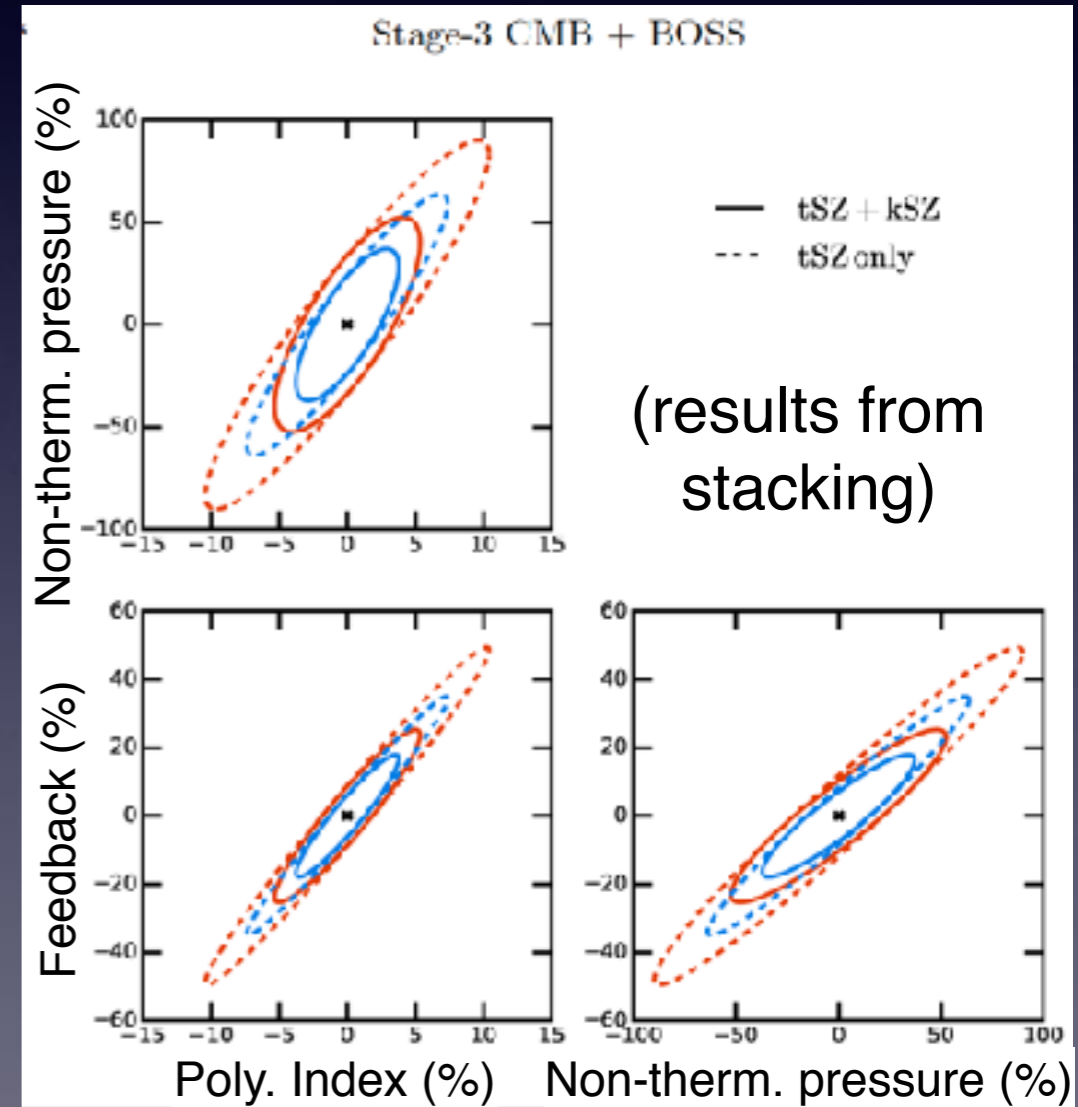 Stage-3 CMB + BOSS
Non-therm. pressure (%)
100
50
0
−50
−100
−15 −10 −5 0 5 10 15
tSZ + kSZ
tSZ only
(results from
stacking)
Feedback (%)
60
40
20
0
−20
−40
−60
−15 −10 −5 0 5 10 15
Poly. Index (%)
60
40
20
0
−20
−40
−60
−100 −50 0 50 100
Non-therm. pressure (%)